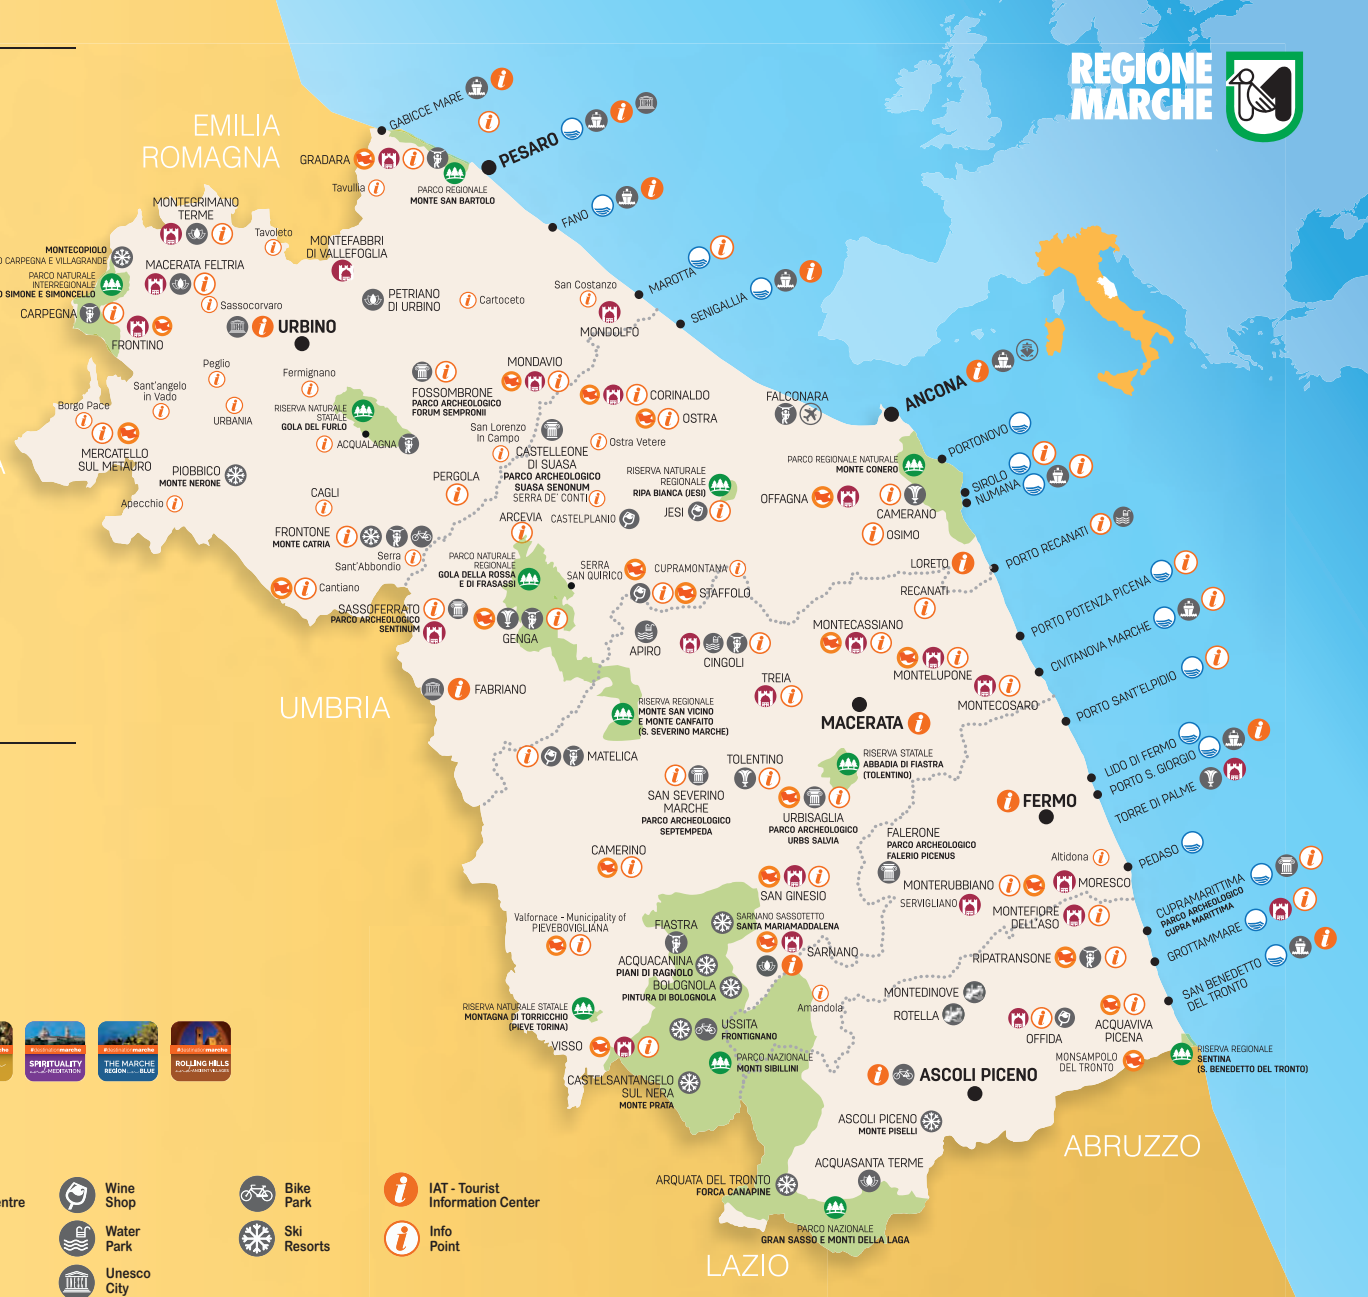 REGIONE
MARCHE
EMILIA
ROMAGNA
GABICCE MARE
PESARO
GRADARA
Tavullia
PARCO REGIONALE
MONTE SAN BARTOLO
FANO
MONTEGRIMANO
TERME
Tavoleto
MONTEFABBRI
DI VALLEFOGLIA
MONTECOPIOLO
CARPEGNA E VILLAGRANDE
MACERATA FELTRIA
PARCO NATURALE
INTERREGIONALE
SIMONE E SIMONCELLO
CARPEGNA
Sassocorvaro
PETRIANO
DI URBINO
Cartoceto
San Costanzo
MAROTTA
SENIGALLIA
MONDOLFO
URBINO
FRONTINO
Peglio
Fermignano
MONDAVIO
Sant'angelo
in Vado
Borgo Pace
URBANIA
RISERVA NATURALE
STATALE
GOLA DEL FURLO
FOSSOMBRONE
PARCO ARCHEOLOGICO
FORUM SEMPRONII
CORINALDO
OSTRA
FALCONARA
ANCONA
San Lorenzo
In Campo
Ostra Vetere
ACQUALAGNA
MERCATELLO
SUL METAURO
PIOBBICO
MONTE NERONE
Apecchio
CASTELLEONE
DI SUASA
PARCO ARCHEOLOGICO
SUASA SENONUM
SERRA DE' CONTI
PERGOLA
CAGLI
RISERVA NATURALE
REGIONALE
RIPA BIANCA (JESI)
PARCO REGIONALE NATURALE
MONTE CONERO
PORTONOVO
SIROLO
NUMANA
OFFAGNA
CAMERANO
OSIMO
JESI
CASTELPLANIO
ARCEVIA
FRONTONE
MONTE CATRIA
Serra
Sant'Abbondio
PARCO NATURALE
REGIONALE
GOLA DELLA ROSSA
E DI FRASASSI
SERRA
SAN QUIRICO
CUPRAMONTANA
STAFFOLO
LORETO
PORTO RECANATI
RECANATI
Cantiano
SASSOFERRATO
PARCO ARCHEOLOGICO
SENTINUM
GENGA
APIRO
CINGOLI
MONTECASSIANO
MONTELUPONE
MONTECOSARO
PORTO POTENZA PICENA
CIVITANOVA MARCHE
PORTO SANT'ELPIDIO
UMBRIA
FABRIANO
TREIA
RISERVA REGIONALE
MONTE SAN VICINO
E MONTE CANFAITO
(S. SEVERINO MARCHE)
MACERATA
MATELICA
TOLENTINO
RISERVA STATALE
ABBADIA DI FIASTRA
(TOLENTINO)
LIDO DI FERMO
PORTO S. GIORGIO
TORRE DI PALME
SAN SEVERINO
MARCHE
PARCO ARCHEOLOGICO
SEPTEMPEDA
URBISAGLIA
PARCO ARCHEOLOGICO
URBS SALVIA
FERMO
FALERONE
PARCO ARCHEOLOGICO
FALERIO PICENUS
CAMERINO
Altidona
PEDASO
SAN GINESIO
MONTERUBBIANO
MORESCO
SERVIGLIANO
MONTEFIORE
DELL'ASO
CUPRAMARITTIMA
PARCO ARCHEOLOGICO
CUPRA MARITTIMA
GROTTAMMARE
SAN BENEDETTO
DEL TRONTO
Valfornace - Municipality of
PIEVEBOVIGLIANA
FIASTRA
SARNANO SASSOTETTO
SANTA MARIAMADDALENA
SARNANO
ACQUACANINA
PIANI DI RAGNOLO
BOLOGNOLA
PINTURA DI BOLOGNOLA
RIPATRANSONE
MONTEDINOVE
ROTELLA
Amandola
RISERVA NATURALE STATALE
MONTAGNA DI TORRICCHIO
(PIEVE TORINA)
USSITA
FRONTIGNANO
OFFIDA
ACQUAVIVA
PICENA
VISSO
PARCO NAZIONALE
MONTI SIBILLINI
MONSAMPOLO
DEL TRONTO
RISERVA REGIONALE
SENTINA
(S. BENEDETTO DEL TRONTO)
CASTELSANTANGELO
SUL NERA
MONTE PRATA
ASCOLI PICENO
ASCOLI PICENO
MONTE PISELLI
ABRUZZO
ACQUASANTA TERME
ARQUATA DEL TRONTO
FORCA CANAPINE
PARCO NAZIONALE
GRAN SASSO E MONTI DELLA LAGA
LAZIO
#destinationmarche
SPIRITUALITY
and MEDITATION
#destinationmarche
THE MARCHE
REGION BLUE
#destinationmarche
ROLLING HILLS
and ANCIENT VILLAGES
Wine
Shop
Water
Park
Unesco
City
Bike
Park
Ski
Resorts
IAT - Tourist
Information Center
Info
Point